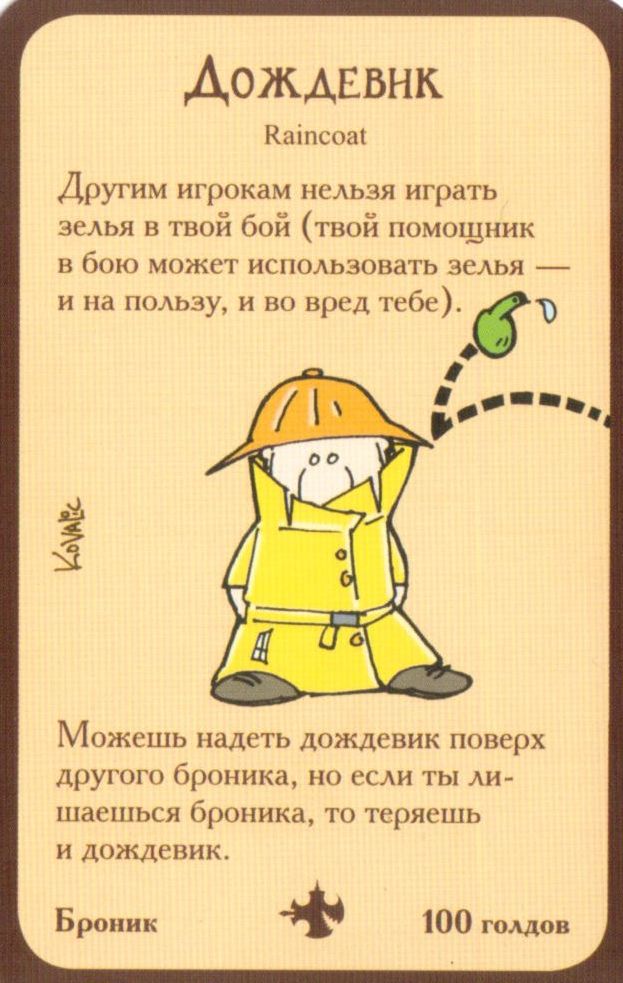 Дождевик
Raincoat
Другим игрокам нельзя играть
зелья в твой бой (твой помощник
в бою может использовать зелья —
и на пользу, и во вред тебе).
Kovalic
Можешь надеть дождевик поверх
другого броника, но если ты ли-
шаешься броника, то теряешь
и дождевик.
Броник
100 голдов